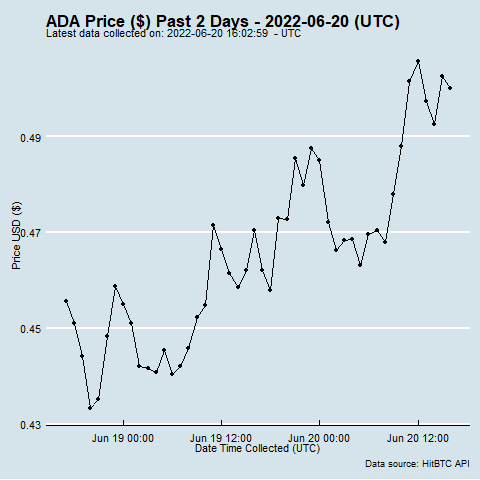 ADA Price ($) Past 2 Days - 2022-06-20 (UTC)
Latest data collected on: 2022-06-20 16:02:59 - UTC
Price USD ($)
0.49
0.47
0.45
0.43
Jun 19 00:00 Jun 19 12:00 Jun 20 00:00 Jun 20 12:00
Date Time Collected (UTC)
Data source: HitBTC API